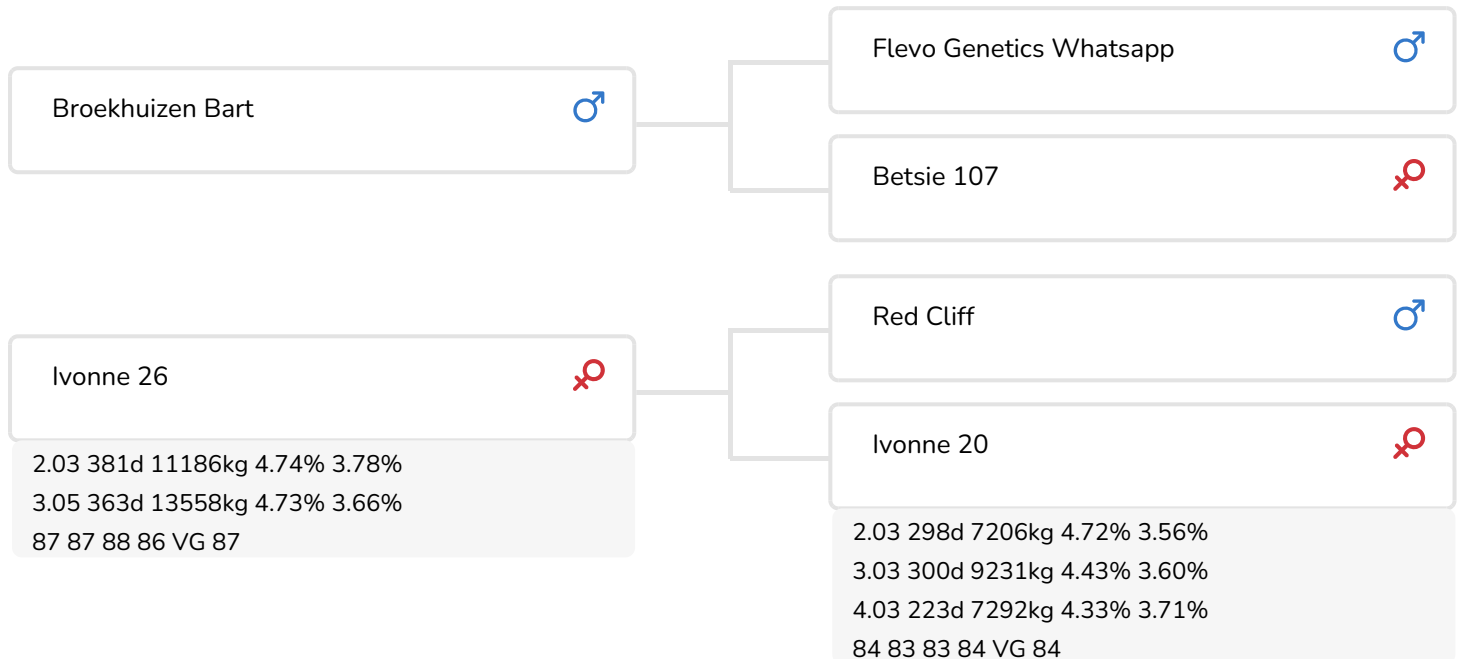 Flevo Genetics Whatsapp
Broekhuizen Bart
Betsie 107
Red Cliff
Ivonne 26
2.03 381d 11186kg 4.74% 3.78%
3.05 363d 13558kg 4.73% 3.66%
87 87 88 86 VG 87
Ivonne 20
2.03 298d 7206kg 4.72% 3.56%
3.03 300d 9231kg 4.43% 3.60%
4.03 223d 7292kg 4.33% 3.71%
84 83 83 84 VG 84